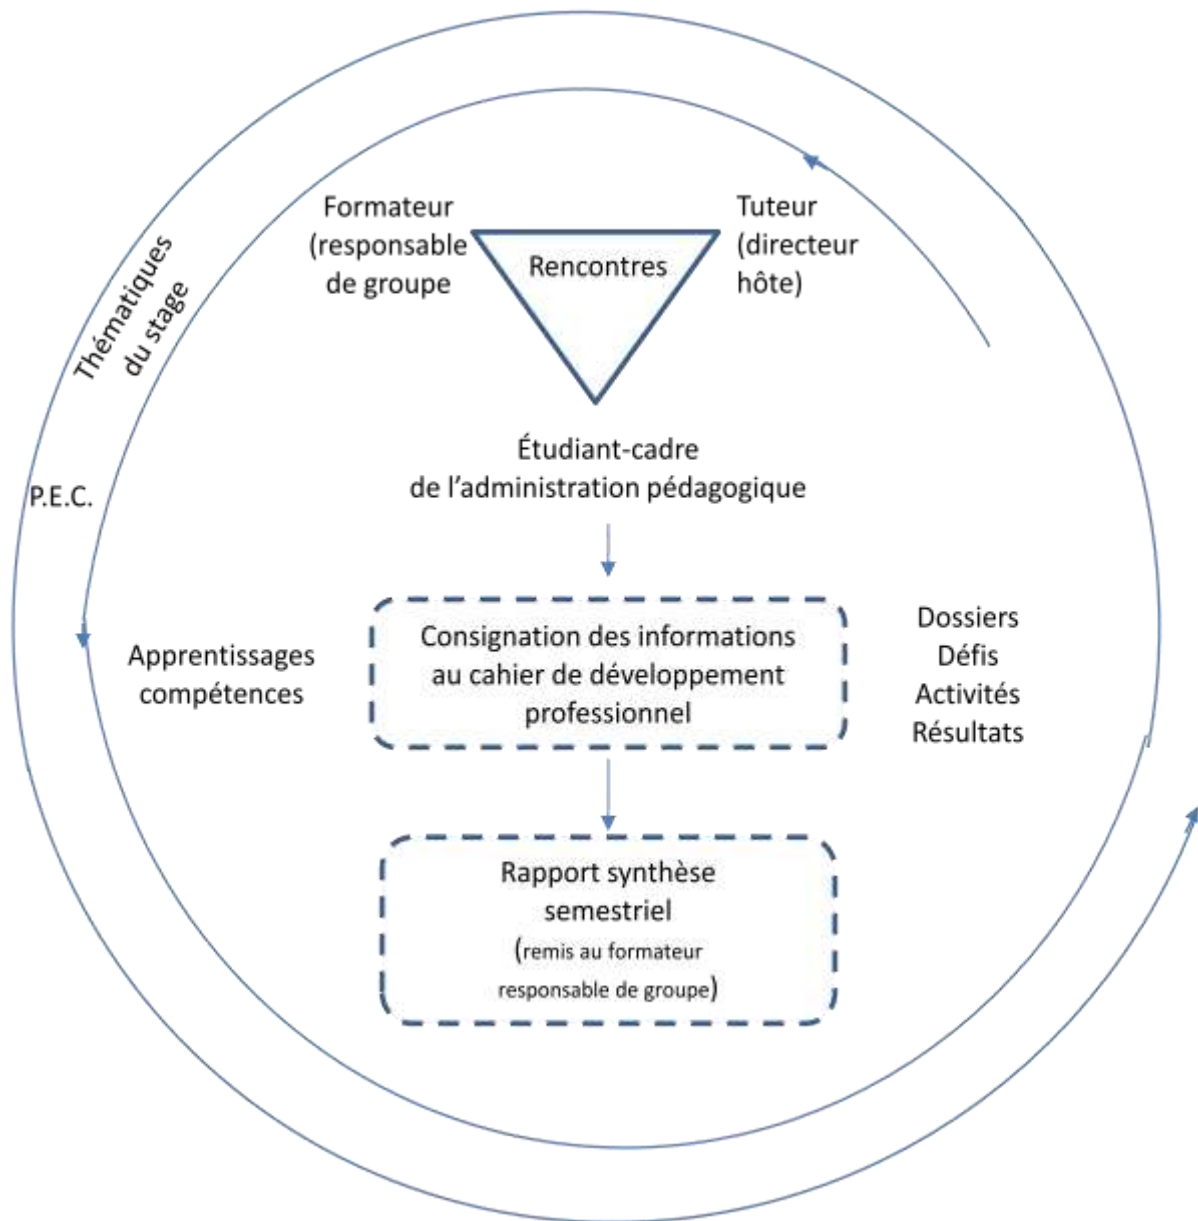 Formateur
(responsable
de groupe
Tuteur
(directeur
hôte)
Rencontres
Thématiques
du stage
Étudiant-cadre
de l’administration pédagogique
P.E.C.
Apprentissages
compétences
Consignation des informations
au cahier de développement
professionnel
Dossiers
Défis
Activités
Résultats
Rapport synthèse
semestriel
(remis au formateur
responsable de groupe)